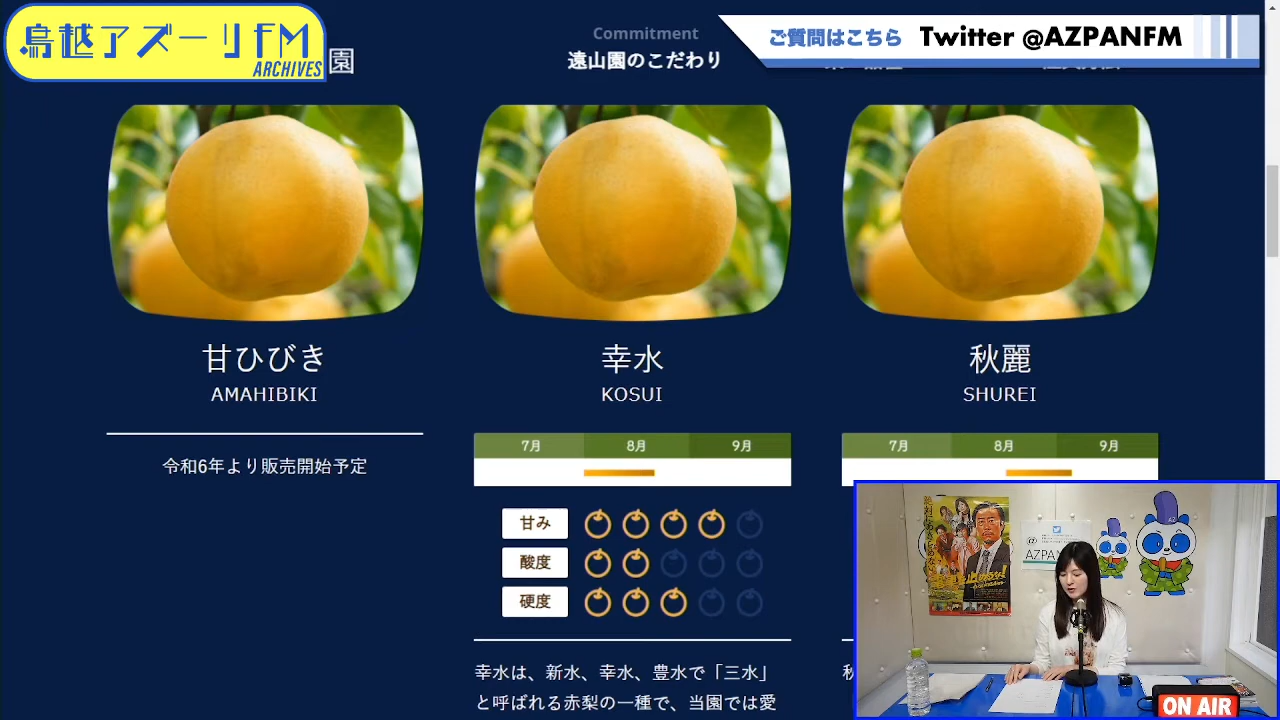 鳥越アズーリFM
ARCHIVES
園
Commitment
遠山園のこだわり
ご質問はこちら Twitter @AZPANFM
甘ひびき
AMAHIBIKI
令和6年より販売開始予定
幸水
KOSUI
7月 8月 9月
甘み
酸度
硬度
幸水は、新水、幸水、豊水で「三水」
と呼ばれる赤梨の一種で、当園では愛
秋麗
SHUREI
7月 8月 9月
秋
AZPAN
ON AIR